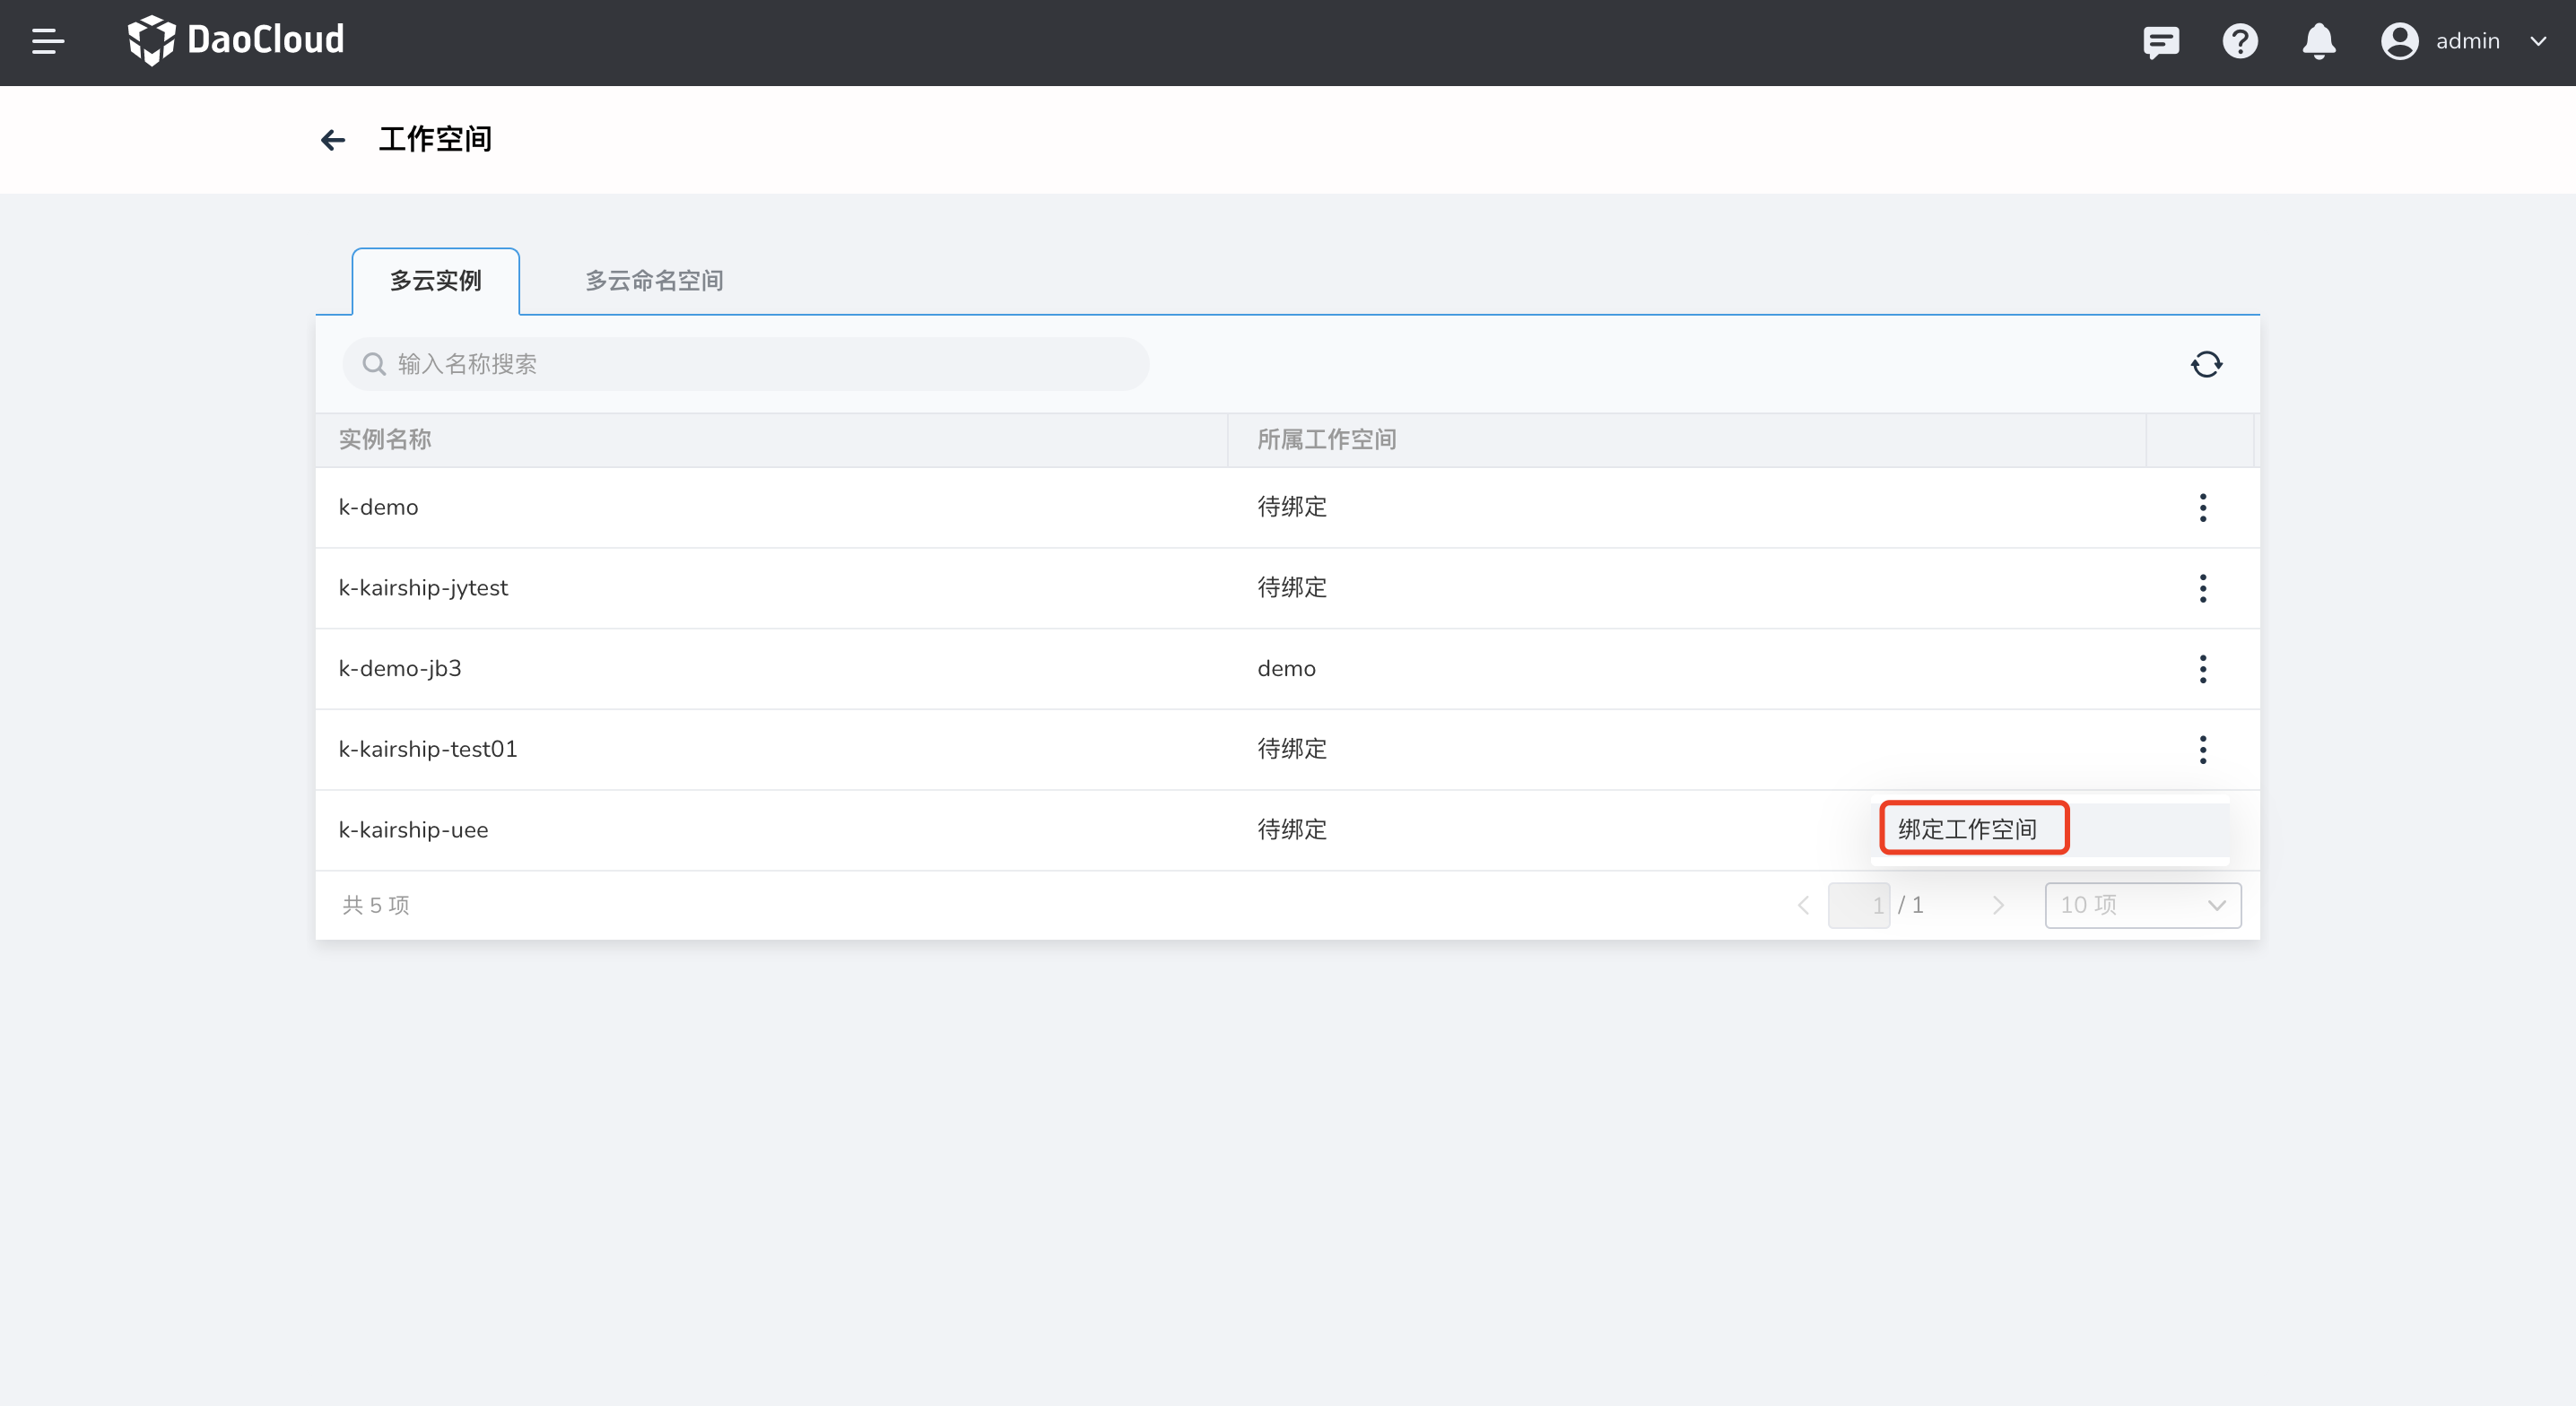 DaoCloud
admin
工作空间
多云实例
多云命名空间
输入名称搜索
实例名称
所属工作空间
k-demo
待绑定
k-kairship-jytest
待绑定
k-demo-jb3
demo
k-kairship-test01
待绑定
k-kairship-uee
待绑定
绑定工作空间
共 5 项
1 / 1
10 项